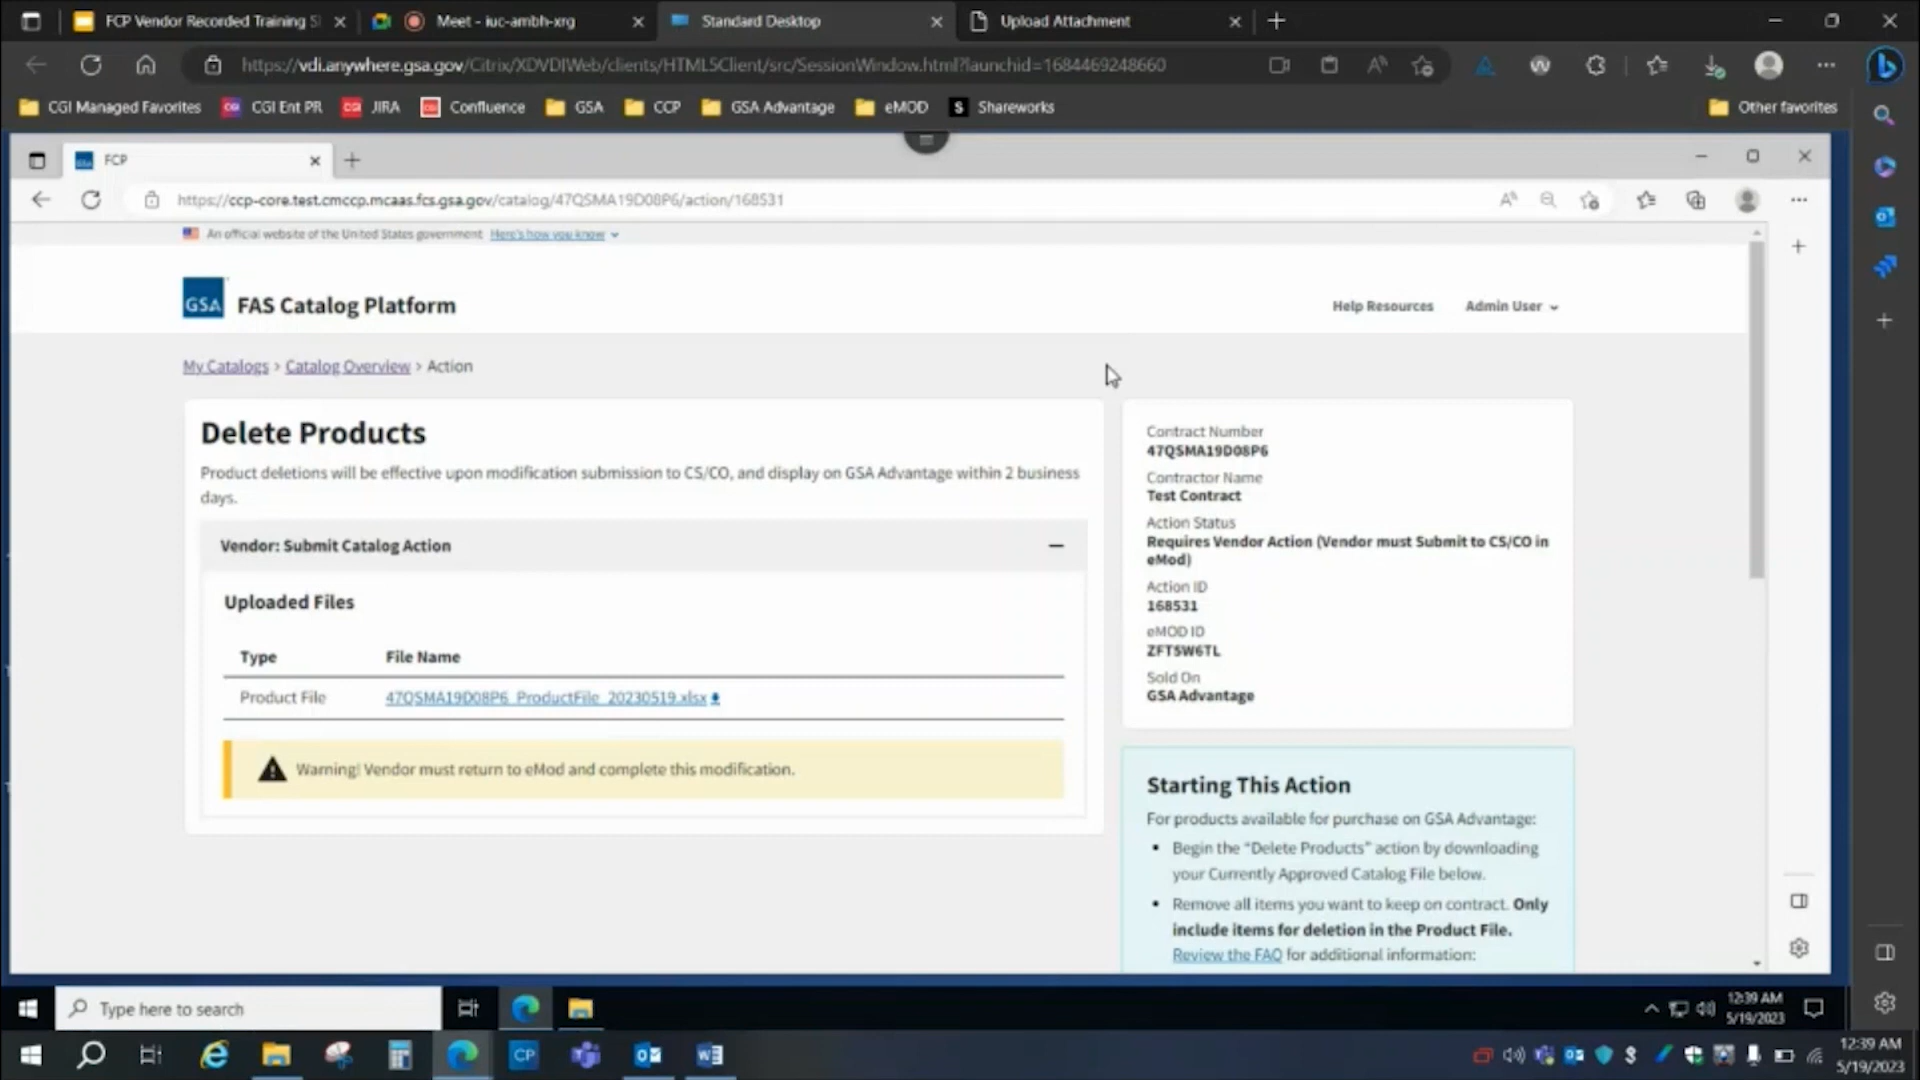 FCP Vendor Recorded Training Sl
Meet - iuc-ambh-xrg
Standard Desktop
Upload Attachment
https://vdi.anywhere.gsa.gov/Citrix/XDVDIWeb/clients/HTML5Client/src/SessionWindow.html?launchid=1684469248660
CGI Managed Favorites
CGI Ent PR
JIRA
Confluence
GSA
CCP
GSA Advantage
eMOD
Shareworks
Other favorites
FCP
https://ccp-core.test.cmccp.mcaas.fcs.gsa.gov/catalog/47QSMA19D08P6/action/168531
An official website of the United States government Here's how you know
GSA FAS Catalog Platform
Help Resources
Admin User
My Catalogs > Catalog Overview > Action
Delete Products
Product deletions will be effective upon modification submission to CS/CO, and display on GSA Advantage within 2 business
days.
Vendor: Submit Catalog Action
Uploaded Files
Type File Name
Product File 47QSMA19D08P6_ProductFile_20230519.xlsx
Warning! Vendor must return to eMod and complete this modification.
Contract Number
47QSMA19D08P6
Contractor Name
Test Contract
Action Status
Requires Vendor Action (Vendor must Submit to CS/CO in
eMod)
Action ID
168531
eMOD ID
ZFT5W6TL
Sold On
GSA Advantage
Starting This Action
For products available for purchase on GSA Advantage:
Begin the “Delete Products” action by downloading
your Currently Approved Catalog File below.
Remove all items you want to keep on contract. Only
include items for deletion in the Product File.
Review the FAQ for additional information:
Type here to search
12:39 AM
5/19/2023
CP
12:39 AM
5/19/2023